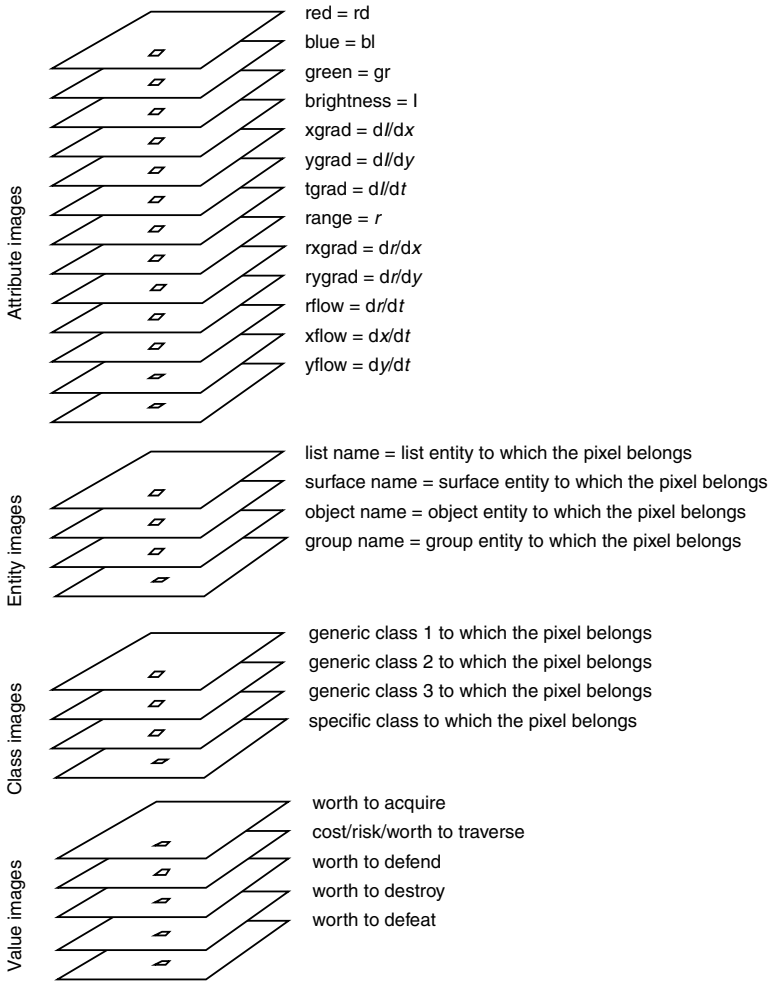 Attribute images
red = rd
blue = bl
green = gr
brightness = I
xgrad = dI/dx
ygrad = dI/dy
tgrad = dI/dt
range = r
rxgrad = dr/dx
rygrad = dr/dy
rflow = dr/dt
xflow = dx/dt
yflow = dy/dt
Entity images
list name = list entity to which the pixel belongs
surface name = surface entity to which the pixel belongs
object name = object entity to which the pixel belongs
group name = group entity to which the pixel belongs
Class images
generic class 1 to which the pixel belongs
generic class 2 to which the pixel belongs
generic class 3 to which the pixel belongs
specific class to which the pixel belongs
Value images
worth to acquire
cost/risk/worth to traverse
worth to defend
worth to destroy
worth to defeat